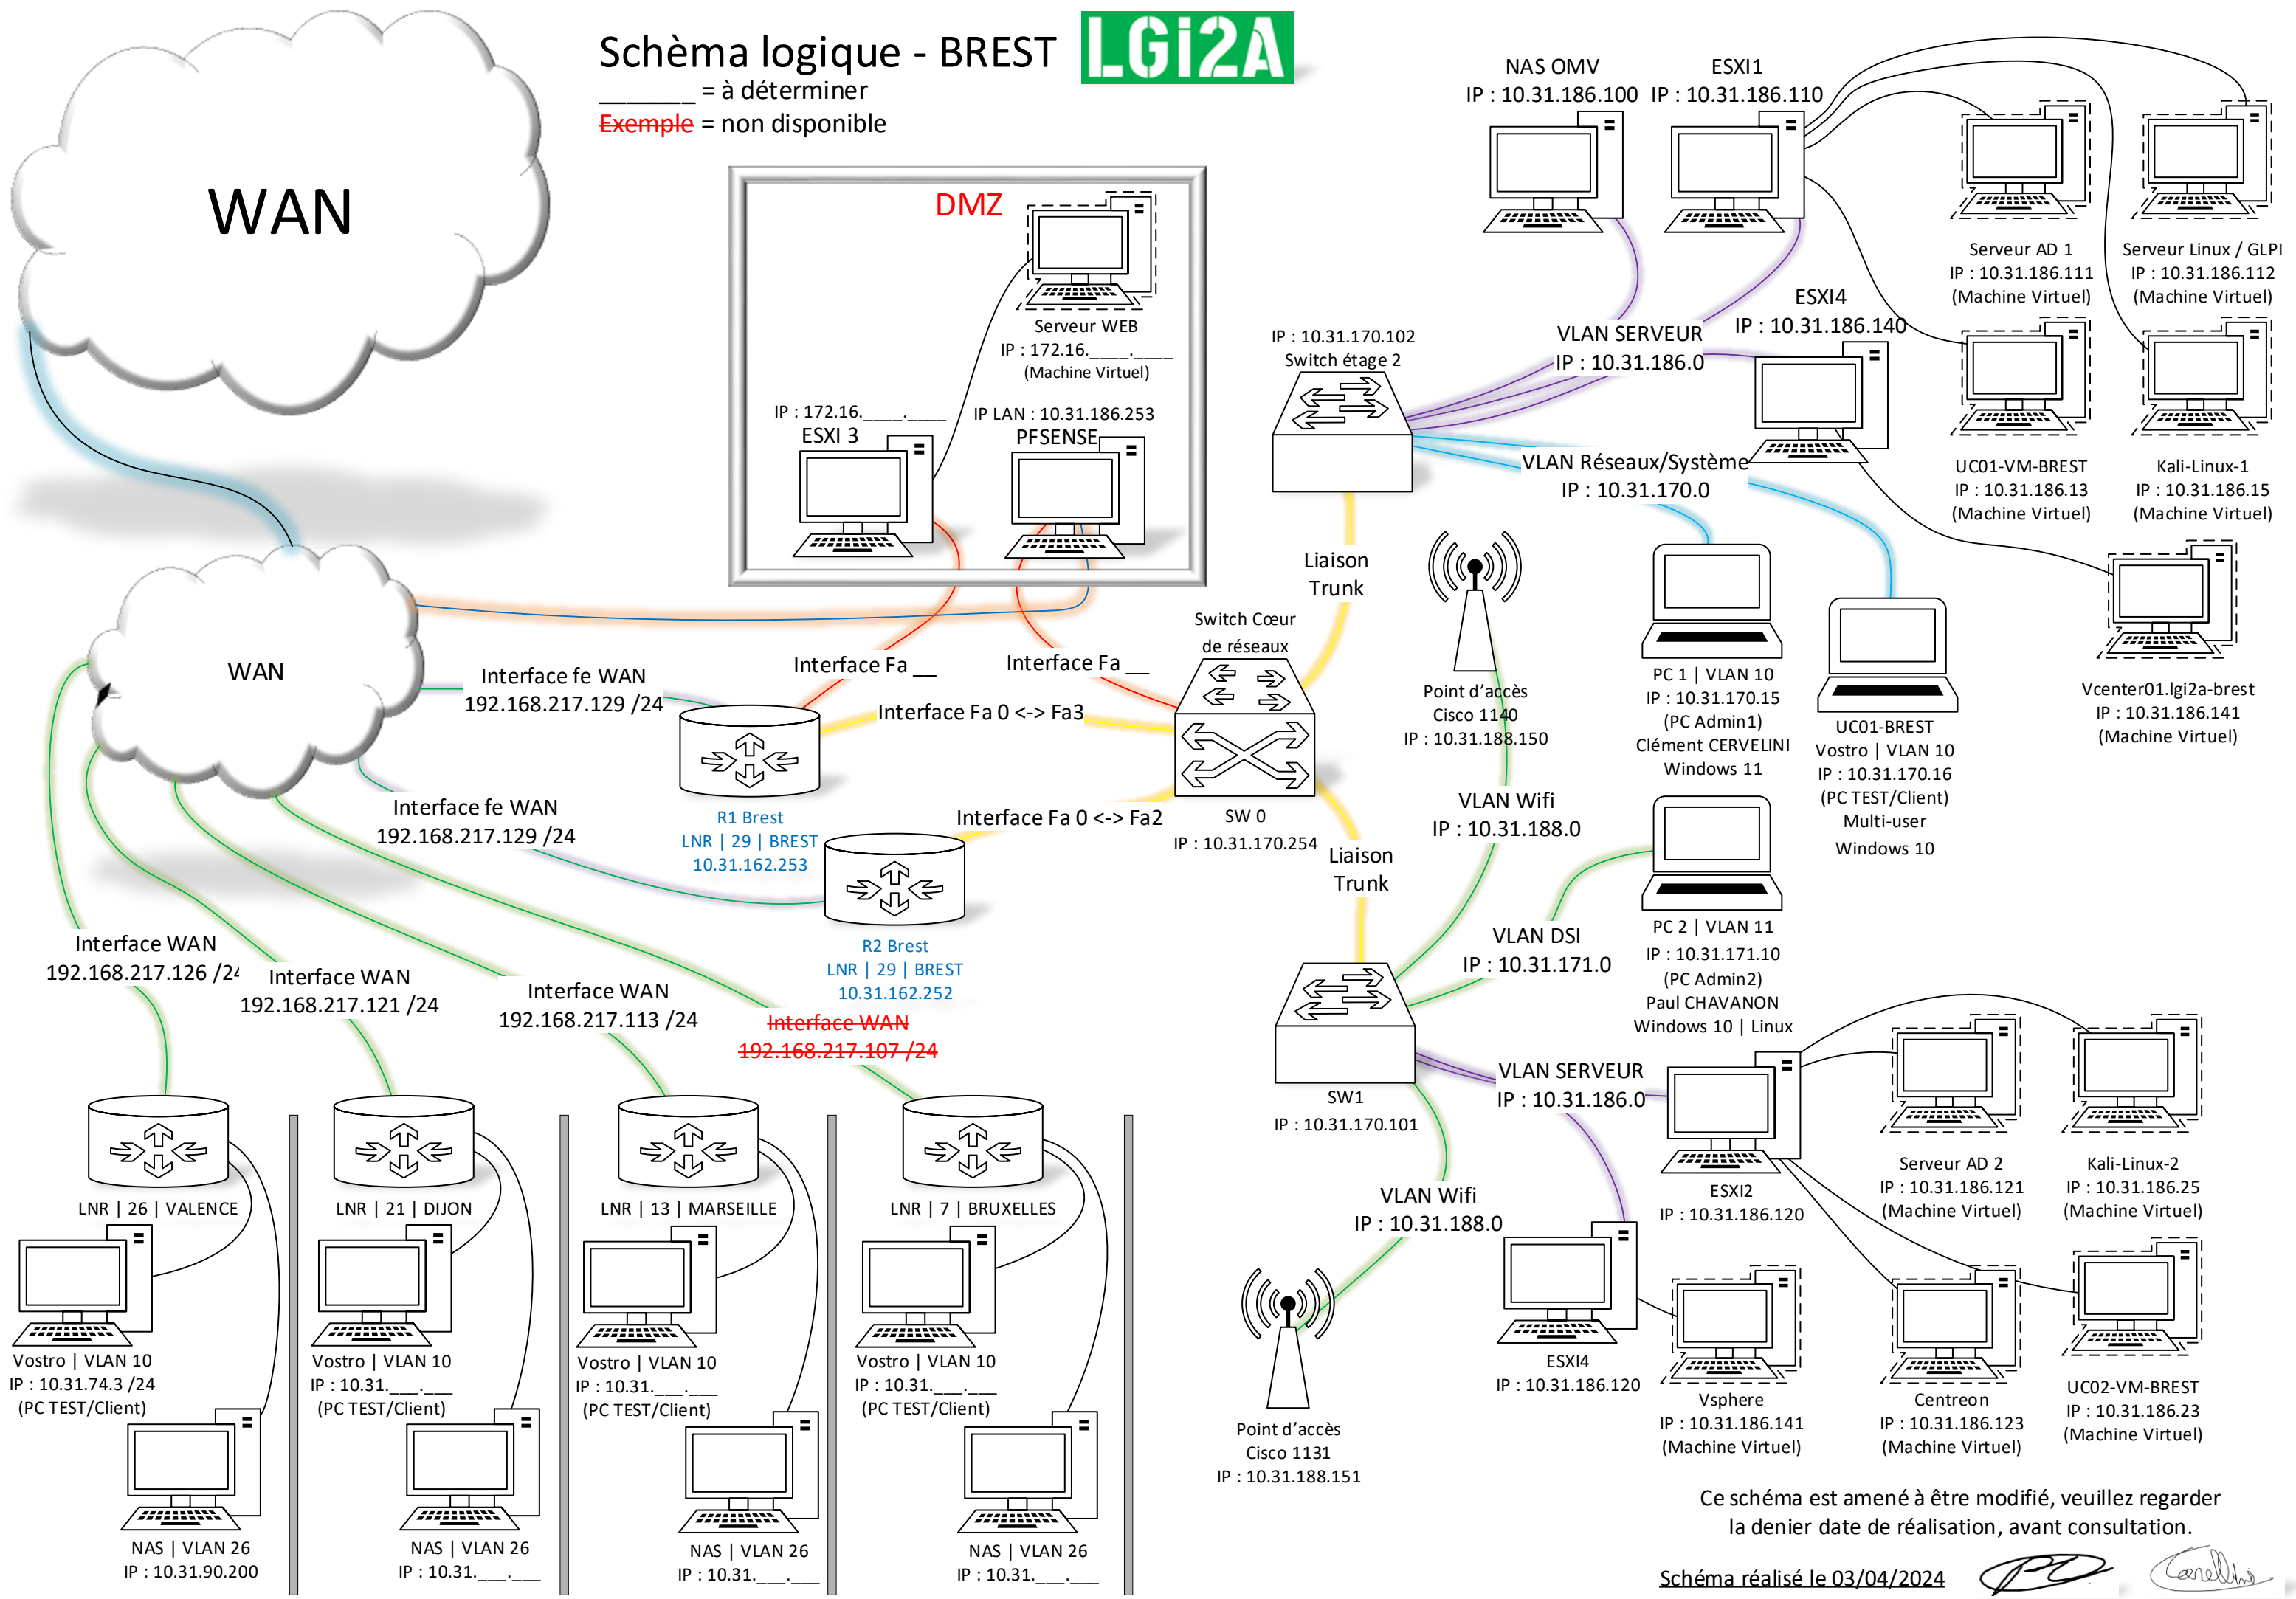 Schèma logique - BREST
LGi2A
_______ = à déterminer
Exemple = non disponible
WAN
DMZ
Serveur WEB
IP : 172.16.____.____
(Machine Virtuel)
IP : 172.16.____.____
ESXI 3
IP LAN : 10.31.186.253
PFSENSE
NAS OMV
IP : 10.31.186.100
ESXI1
IP : 10.31.186.110
Serveur AD 1
IP : 10.31.186.111
(Machine Virtuel)
Serveur Linux / GLPI
IP : 10.31.186.112
(Machine Virtuel)
ESXI4
IP : 10.31.186.140
IP : 10.31.170.102
Switch étage 2
VLAN SERVEUR
IP : 10.31.186.0
VLAN Réseaux/Système
IP : 10.31.170.0
UC01-VM-BREST
IP : 10.31.186.13
(Machine Virtuel)
Kali-Linux-1
IP : 10.31.186.15
(Machine Virtuel)
Liaison
Trunk
Vcenter01.lgi2a-brest
IP : 10.31.186.141
(Machine Virtuel)
PC 1 | VLAN 10
IP : 10.31.170.15
(PC Admin1)
Clément CERVELINI
Windows 11
UC01-BREST
Vostro | VLAN 10
IP : 10.31.170.16
(PC TEST/Client)
Multi-user
Windows 10
Point d’accès
Cisco 1140
IP : 10.31.188.150
Switch Cœur
de réseaux
WAN
Interface fe WAN
192.168.217.129 /24
Interface Fa __
Interface Fa __
Interface Fa 0 <-> Fa3
R1 Brest
LNR | 29 | BREST
10.31.162.253
Interface fe WAN
192.168.217.129 /24
Interface Fa 0 <-> Fa2
SW 0
IP : 10.31.170.254
R2 Brest
LNR | 29 | BREST
10.31.162.252
VLAN Wifi
IP : 10.31.188.0
Liaison
Trunk
VLAN DSI
IP : 10.31.171.0
PC 2 | VLAN 11
IP : 10.31.171.10
(PC Admin2)
Paul CHAVANON
Windows 10 | Linux
Interface WAN
192.168.217.126 /24
Interface WAN
192.168.217.121 /24
Interface WAN
192.168.217.113 /24
Interface WAN
192.168.217.107 /24
SW1
IP : 10.31.170.101
VLAN SERVEUR
IP : 10.31.186.0
ESXI2
IP : 10.31.186.120
Serveur AD 2
IP : 10.31.186.121
(Machine Virtuel)
Kali-Linux-2
IP : 10.31.186.25
(Machine Virtuel)
VLAN Wifi
IP : 10.31.188.0
ESXI4
IP : 10.31.186.120
Vsphere
IP : 10.31.186.141
(Machine Virtuel)
Centreon
IP : 10.31.186.123
(Machine Virtuel)
UC02-VM-BREST
IP : 10.31.186.23
(Machine Virtuel)
Point d’accès
Cisco 1131
IP : 10.31.188.151
LNR | 26 | VALENCE
Vostro | VLAN 10
IP : 10.31.74.3 /24
(PC TEST/Client)
NAS | VLAN 26
IP : 10.31.90.200
LNR | 21 | DIJON
Vostro | VLAN 10
IP : 10.31.___.___
(PC TEST/Client)
NAS | VLAN 26
IP : 10.31.___.___
LNR | 13 | MARSEILLE
Vostro | VLAN 10
IP : 10.31.___.___
(PC TEST/Client)
NAS | VLAN 26
IP : 10.31.___.___
LNR | 7 | BRUXELLES
Vostro | VLAN 10
IP : 10.31.___.___
(PC TEST/Client)
NAS | VLAN 26
IP : 10.31.___.___
Ce schéma est amené à être modifié, veuillez regarder
la denier date de réalisation, avant consultation.
Schéma réalisé le 03/04/2024